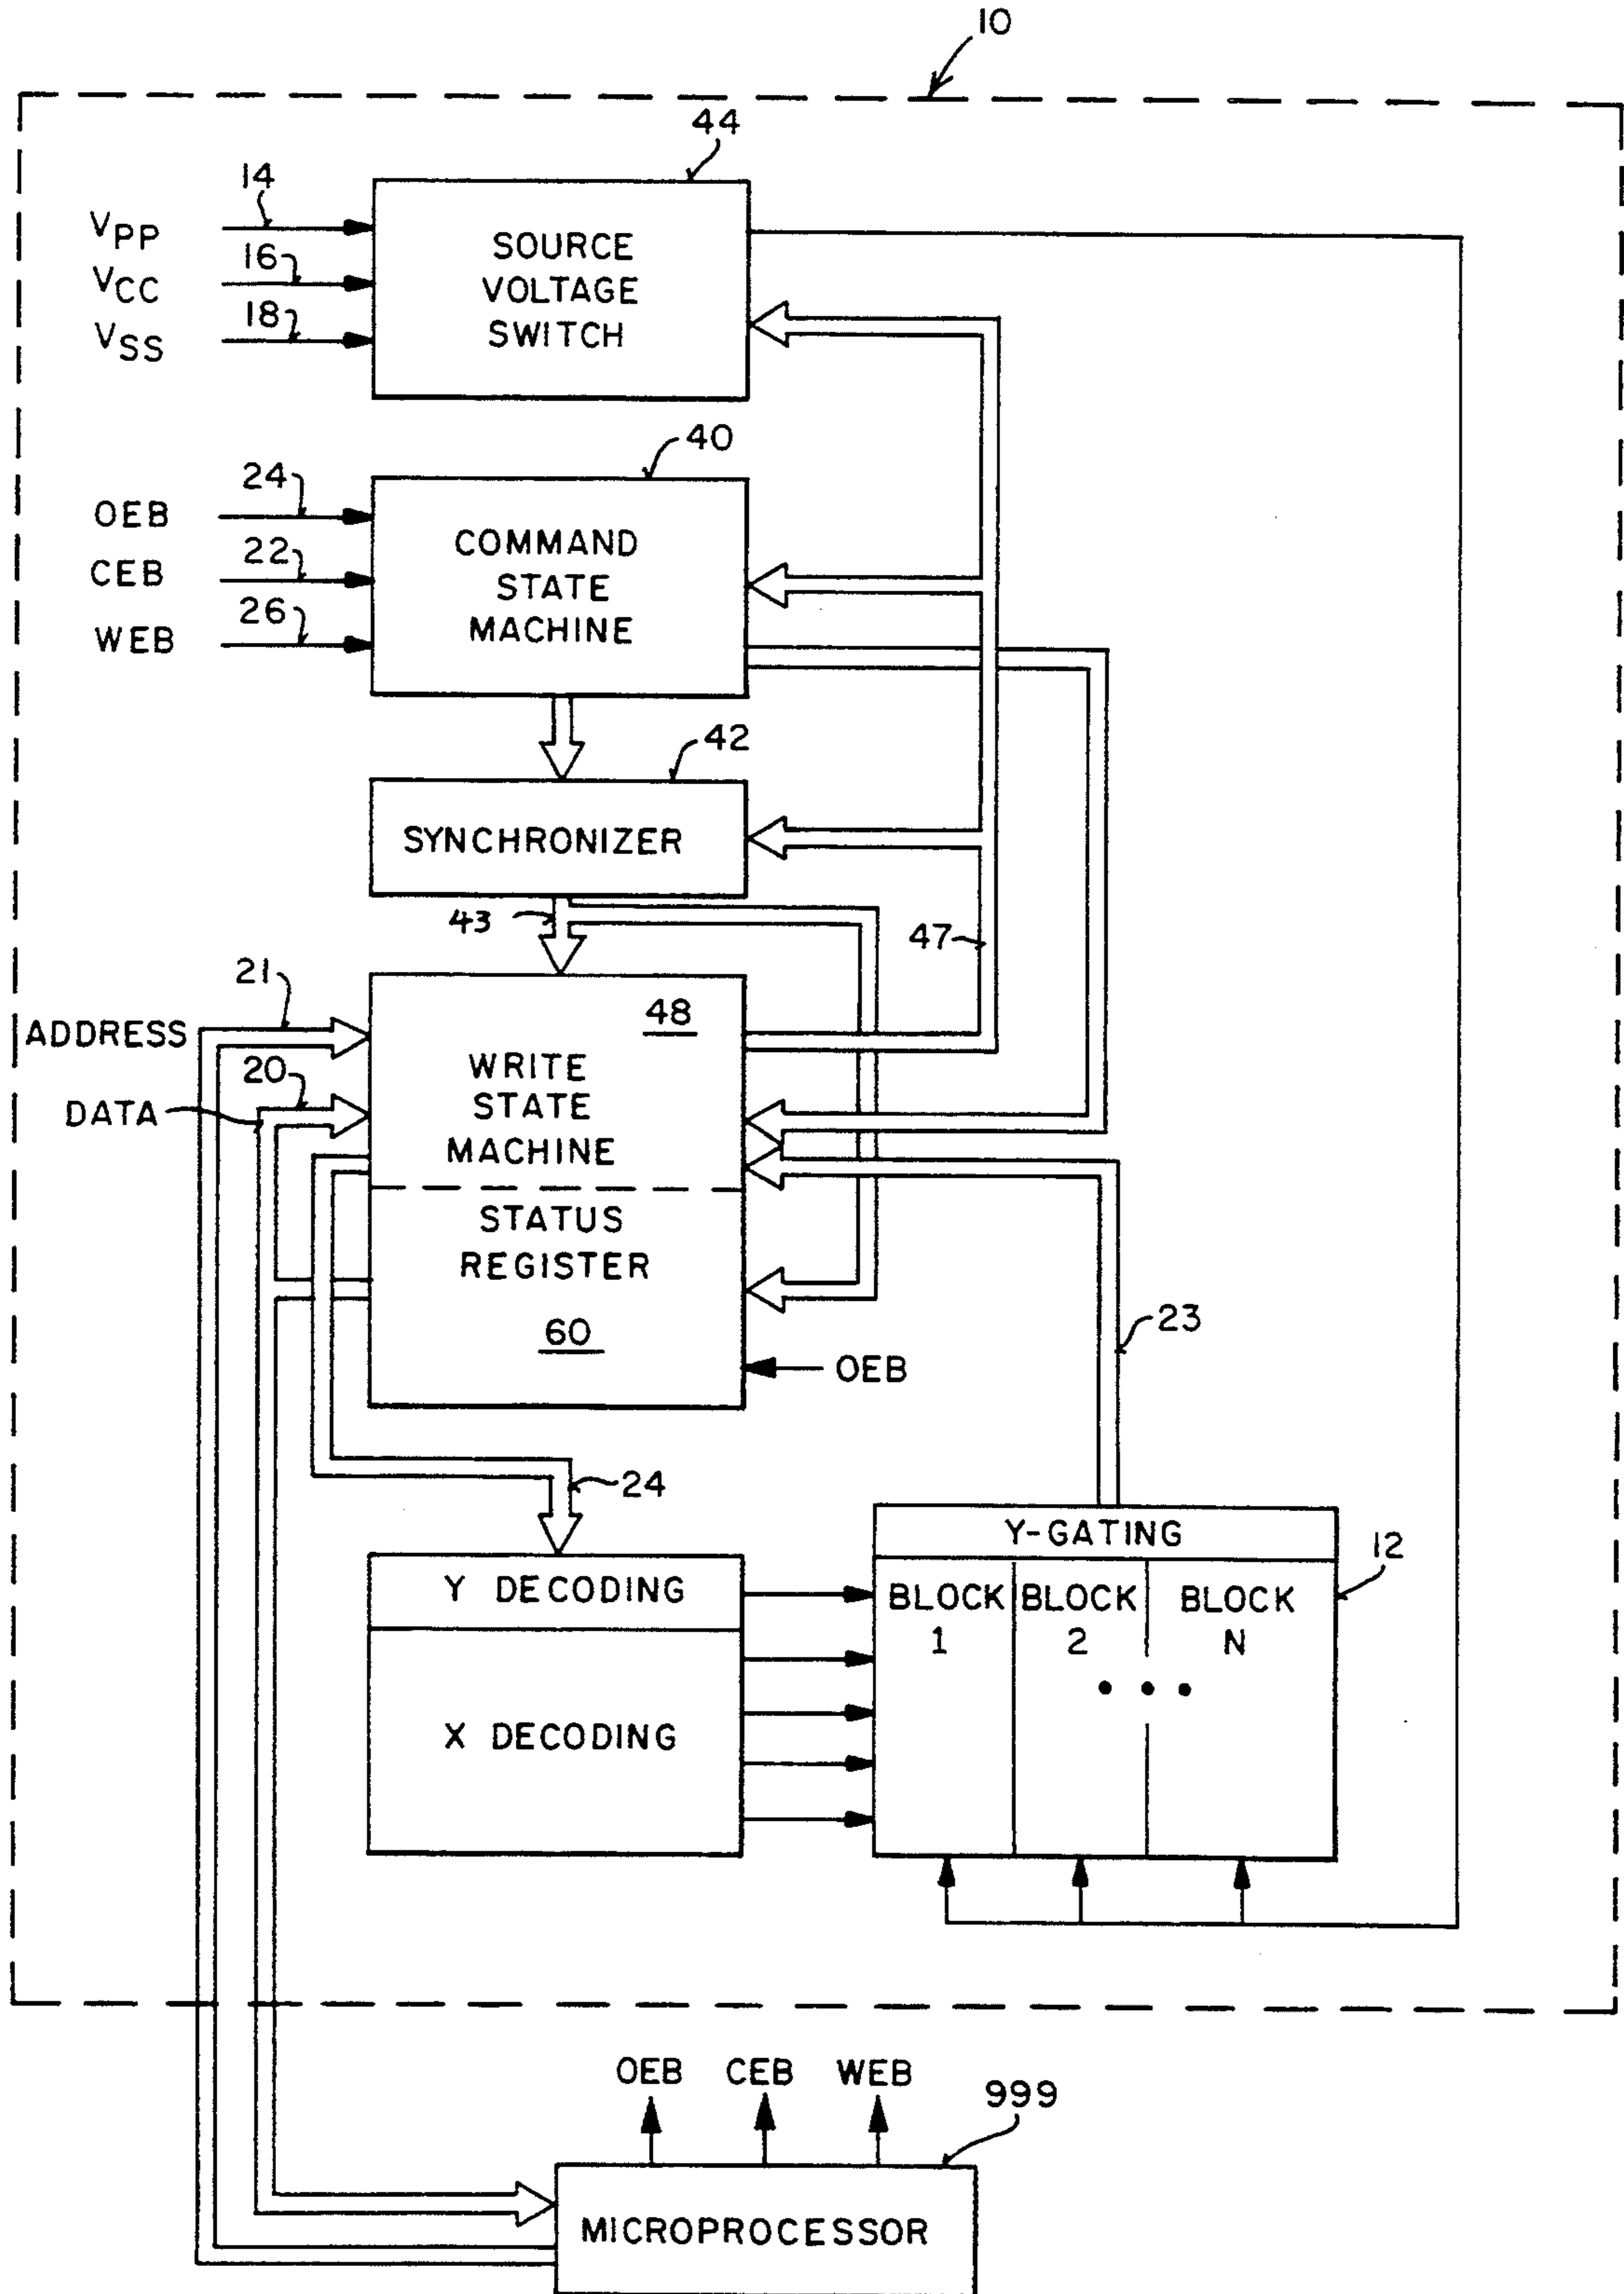 10
44
14
VPP
16
VCC
18
VSS
SOURCE
VOLTAGE
SWITCH
40
24
OEB
22
CEB
26
WEB
COMMAND
STATE
MACHINE
42
SYNCHRONIZER
43
47
21
ADDRESS
20
DATA
48
WRITE
STATE
MACHINE
STATUS
REGISTER
60
OEB
23
24
Y-GATING
12
Y DECODING
BLOCK
1
BLOCK
2
BLOCK
N
X DECODING
OEB
CEB
WEB
999
MICROPROCESSOR